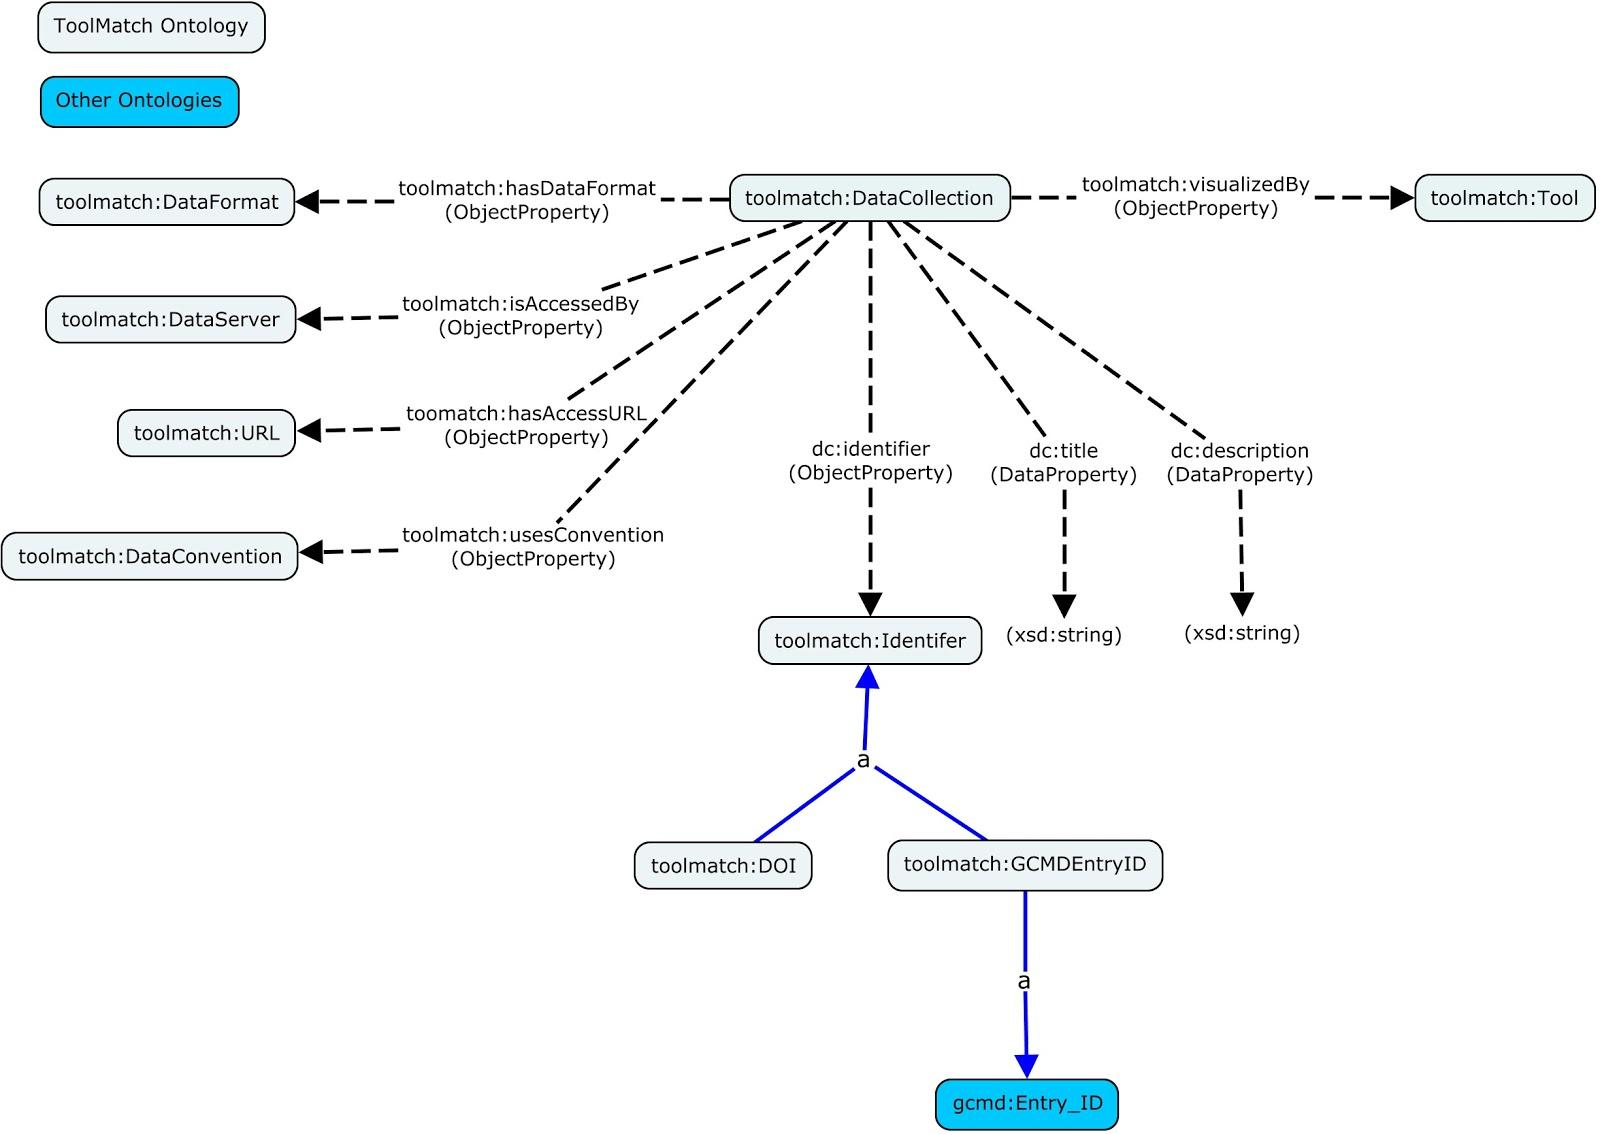 ToolMatch Ontology
Other Ontologies
toolmatch:DataFormat
toolmatch:hasDataFormat
(ObjectProperty)
toolmatch:DataCollection
toolmatch:visualizedBy
(ObjectProperty)
toolmatch:Tool
toolmatch:DataServer
toolmatch:isAccessedBy
(ObjectProperty)
toolmatch:URL
toomatch:hasAccessURL
(ObjectProperty)
dc:identifier
(ObjectProperty)
dc:title
(DataProperty)
dc:description
(DataProperty)
toolmatch:DataConvention
toolmatch:usesConvention
(ObjectProperty)
toolmatch:Identifer
(xsd:string)
(xsd:string)
a
toolmatch:DOI
toolmatch:GCMDEntryID
a
gcmd:Entry_ID